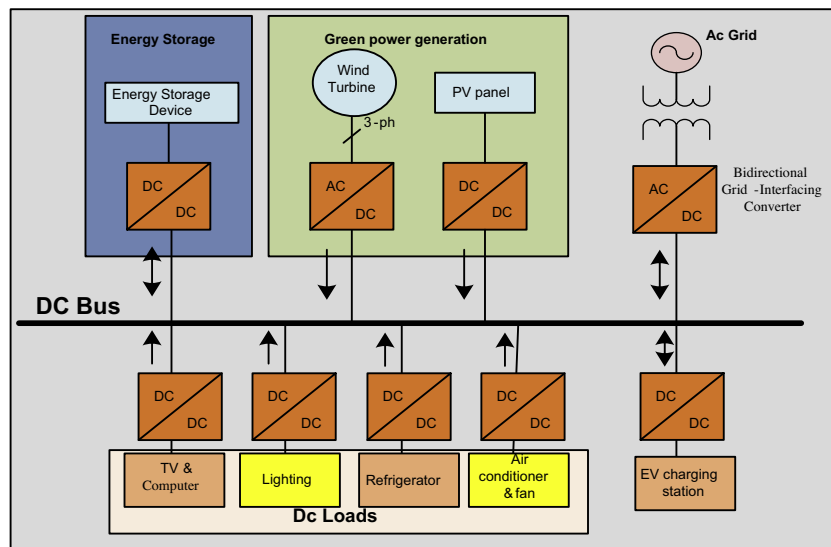 Energy Storage
Energy Storage
Device
DC
DC
Green power generation
Wind
Turbine
3-ph
AC
DC
PV panel
DC
DC
Ac Grid
AC
DC
Bidirectional
Grid -Interfacing
Converter
DC Bus
DC
DC
DC
DC
DC
DC
DC
DC
DC
DC
TV &
Computer
Lighting
Refrigerator
Air
conditioner
& fan
EV charging
station
Dc Loads